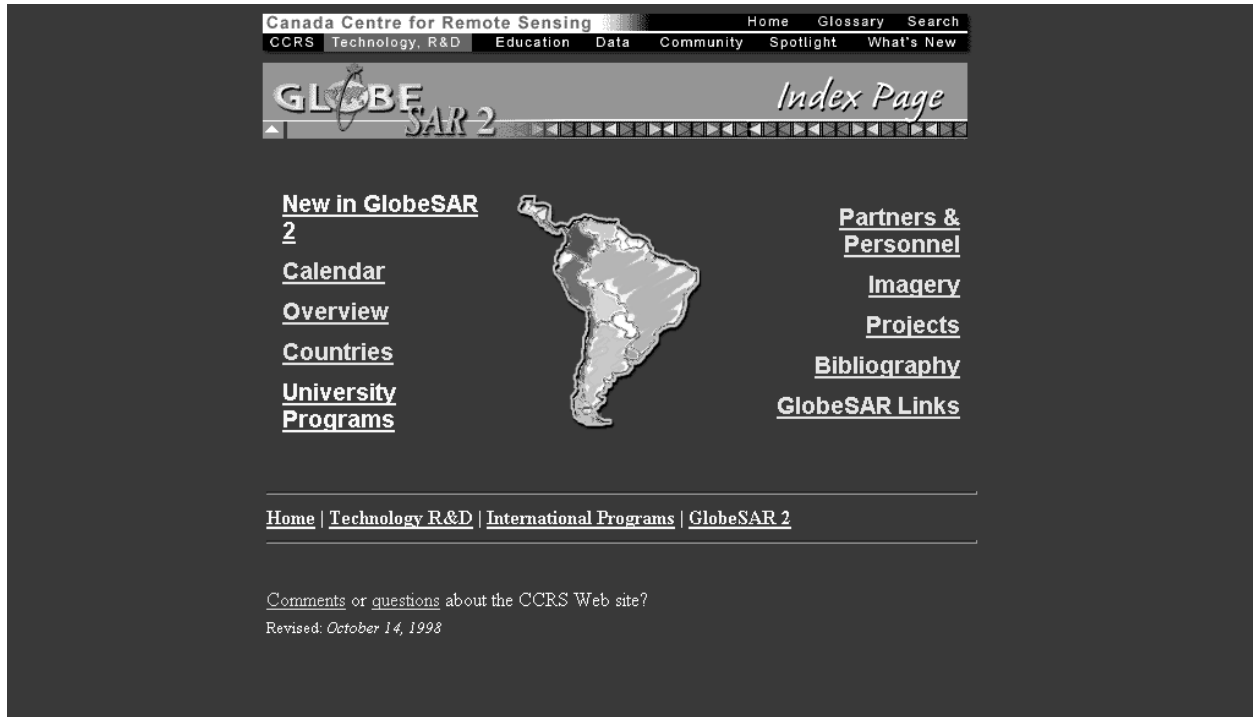 Canada Centre for Remote Sensing Home Glossary Search
CCRS Technology, R&D Education Data Community Spotlight What's New
GLOBE SAR 2
Index Page
New in GlobeSAR
2
Calendar
Overview
Countries
University
Programs
Partners &
Personnel
Imagery
Projects
Bibliography
GlobeSAR Links
Home | Technology R&D | International Programs | GlobeSAR 2
Comments or questions about the CCRS Web site?
Revised: October 14, 1998